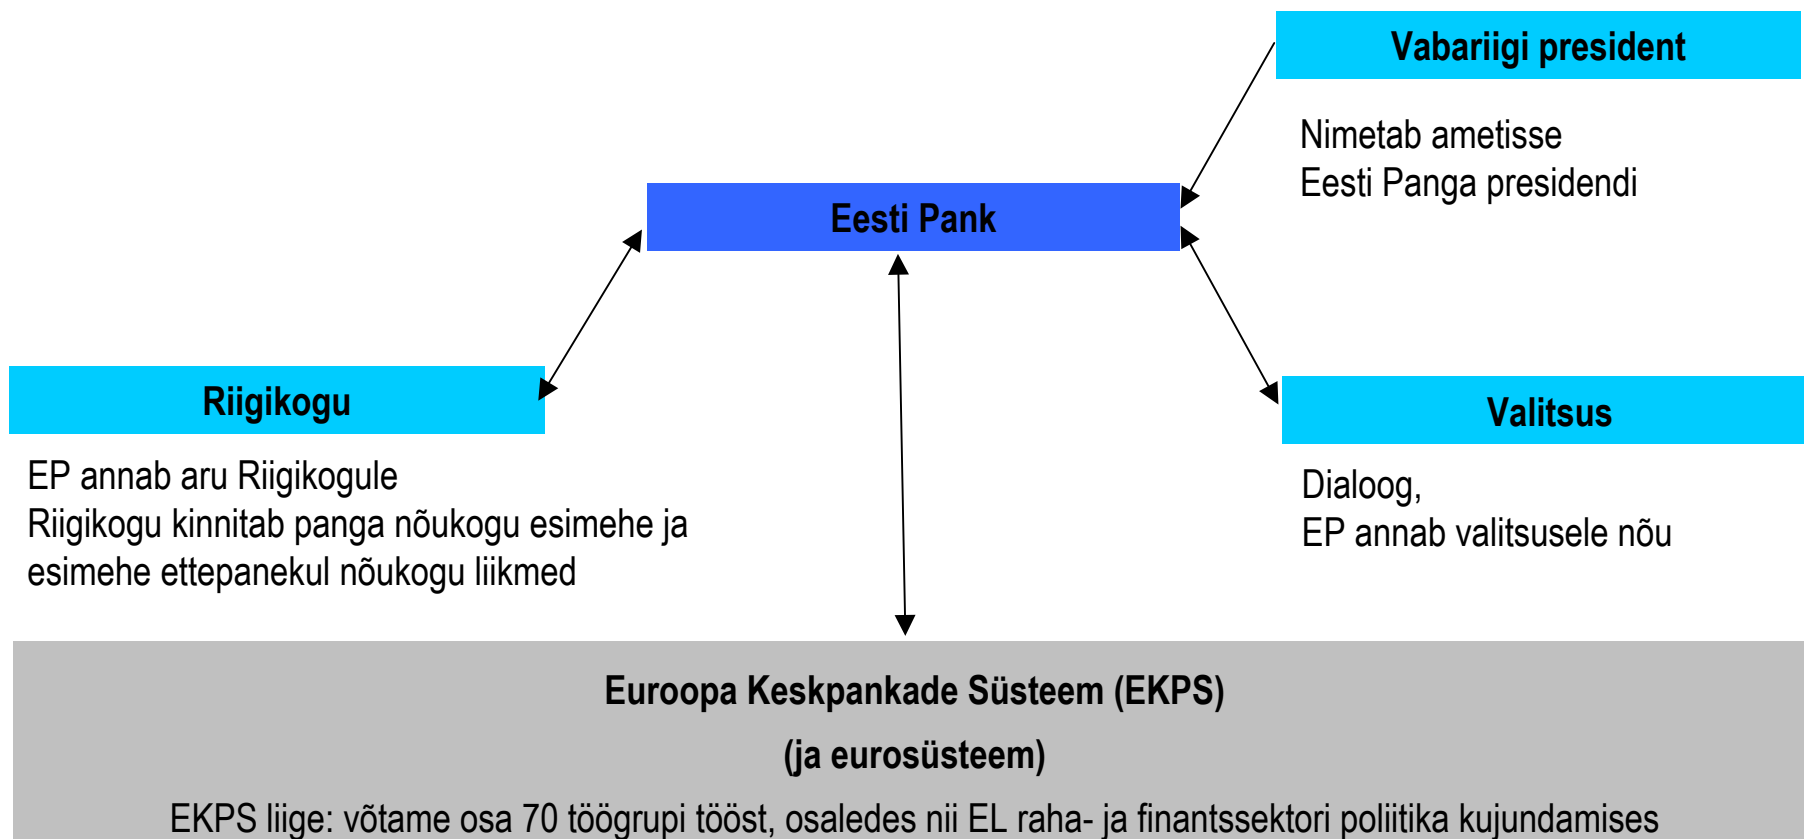 Vabariigi president
Nimetab ametisse
Eesti Panga presidendi
Eesti Pank
Riigikogu
EP annab aru Riigikogule
Riigikogu kinnitab panga nõukogu esimehe ja
esimehe ettepanekul nõukogu liikmed
Valitsus
Dialoog,
EP annab valitsusele nõu
Euroopa Keskpankade Süsteem (EKPS)
(ja eurosüsteem)
EKPS liige: võtame osa 70 töögrupi tööst, osaledes nii EL raha- ja finantssektori poliitika kujundamises